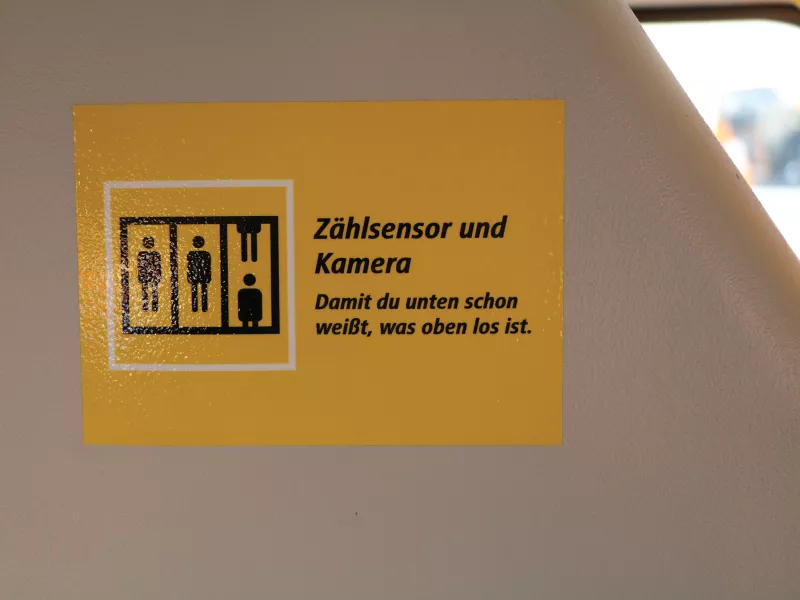 Zählsensor und
Kamera
Damit du unten schon
weißt, was oben los ist.